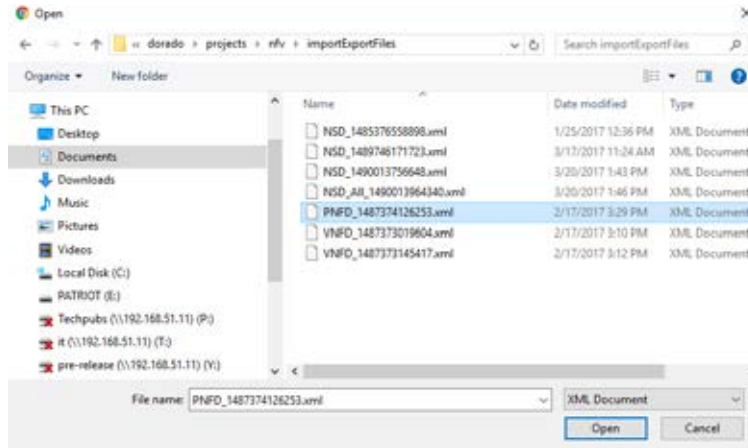 Open
« dorado › projects › nfv › importExportFiles
Search importExportFiles
Organize
New folder
Name
Date modified
Type
This PC
Desktop
Documents
Downloads
Music
Pictures
Videos
Local Disk (C:)
PATRIOT (E:)
Techpubs (\\192.168.51.11) (P:)
it (\\192.168.51.11) (T:)
pre-release (\\192.168.51.11) (Y:)
NSD_1485376558898.xml 1/25/2017 12:36 PM XML Document
NSD_1489746171723.xml 3/17/2017 11:24 AM XML Document
NSD_1490013756648.xml 3/20/2017 1:43 PM XML Document
NSD_All_1490013964340.xml 3/20/2017 1:46 PM XML Document
PNFD_1487374126253.xml 2/17/2017 3:29 PM XML Document
VNFD_1487373019604.xml 2/17/2017 3:10 PM XML Document
VNFD_1487373145417.xml 2/17/2017 3:12 PM XML Document
File name: PNFD_1487374126253.xml
XML Document
Open
Cancel